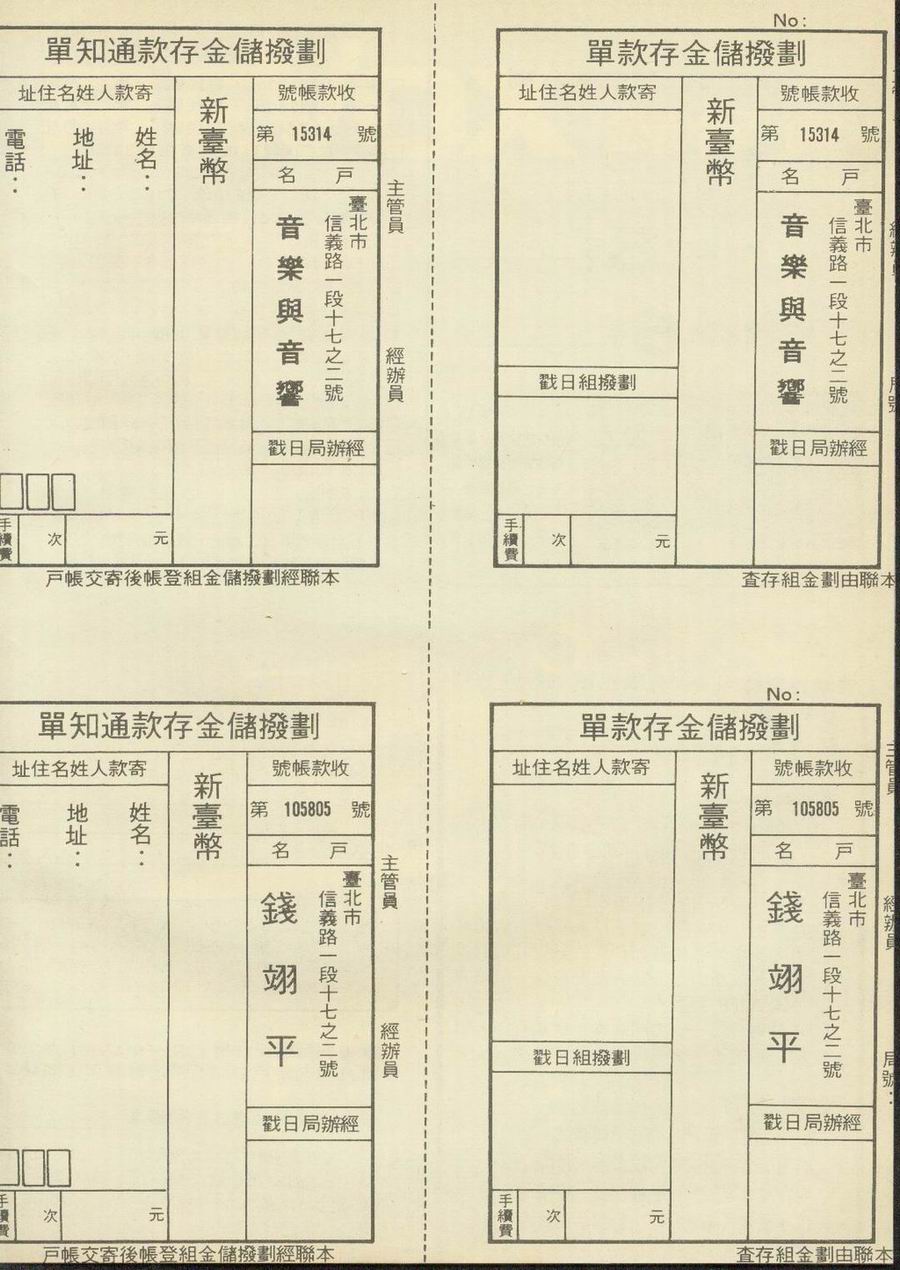 No:
劃撥儲金存款單
收款帳號
第 15314 號
戶名
臺北市
信義路一段十七之二號
音樂與音響
經辦局日戳
新臺幣
寄款人姓名住址
劃撥組日戳
手續費
次
元
本聯由劃金組存查
劃撥儲金存款通知單
主管員
經辦員
收款帳號
第 15314 號
戶名
臺北市
信義路一段十七之二號
音樂與音響
經辦局日戳
新臺幣
寄款人姓名住址
姓名：
地址：
電話：
手續費
次
元
本聯經劃撥儲金組登帳後寄交帳戶
No:
劃撥儲金存款單
主管員
經辦員
局號：
收款帳號
第 105805 號
戶名
臺北市
信義路一段十七之二號
錢翊平
經辦局日戳
新臺幣
寄款人姓名住址
劃撥組日戳
手續費
次
元
本聯由劃金組存查
劃撥儲金存款通知單
主管員
經辦員
收款帳號
第 105805 號
戶名
臺北市
信義路一段十七之二號
錢翊平
經辦局日戳
新臺幣
寄款人姓名住址
姓名：
地址：
電話：
手續費
次
元
本聯經劃撥儲金組登帳後寄交帳戶